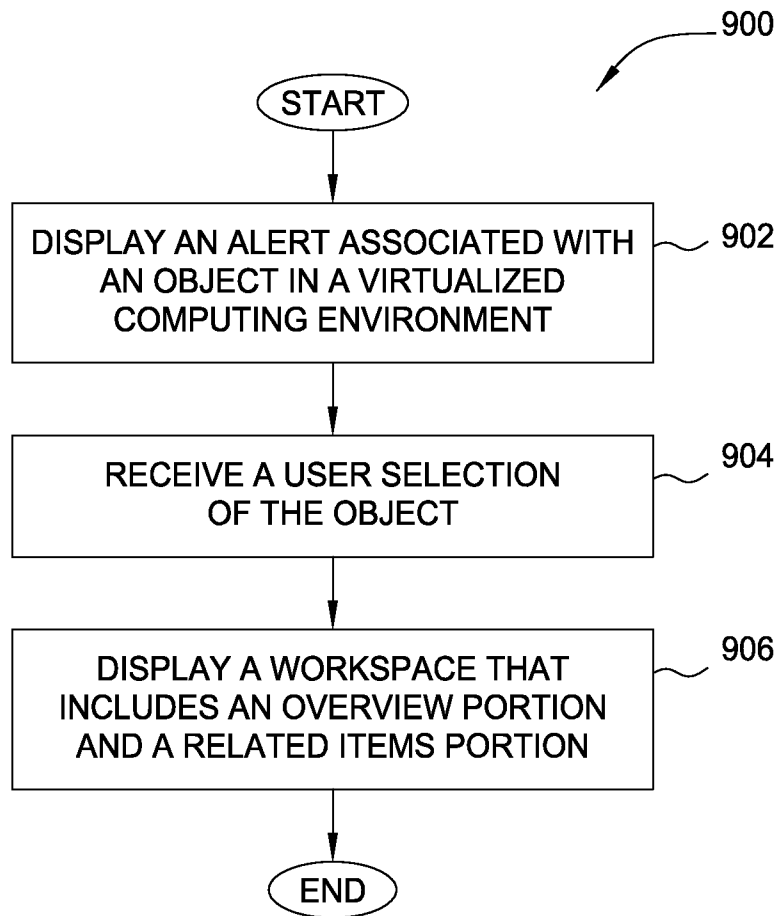 900
START
DISPLAY AN ALERT ASSOCIATED WITH
AN OBJECT IN A VIRTUALIZED
COMPUTING ENVIRONMENT
902
RECEIVE A USER SELECTION
OF THE OBJECT
904
DISPLAY A WORKSPACE THAT
INCLUDES AN OVERVIEW PORTION
AND A RELATED ITEMS PORTION
906
END